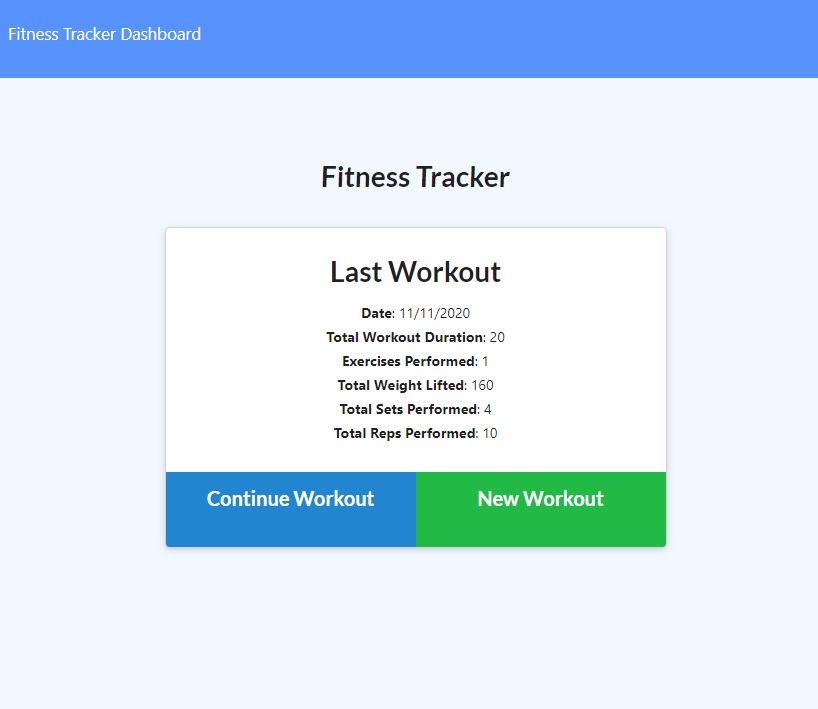 Fitness Tracker Dashboard
Fitness Tracker
Last Workout
Date: 11/11/2020
Total Workout Duration: 20
Exercises Performed: 1
Total Weight Lifted: 160
Total Sets Performed: 4
Total Reps Performed: 10
Continue Workout New Workout